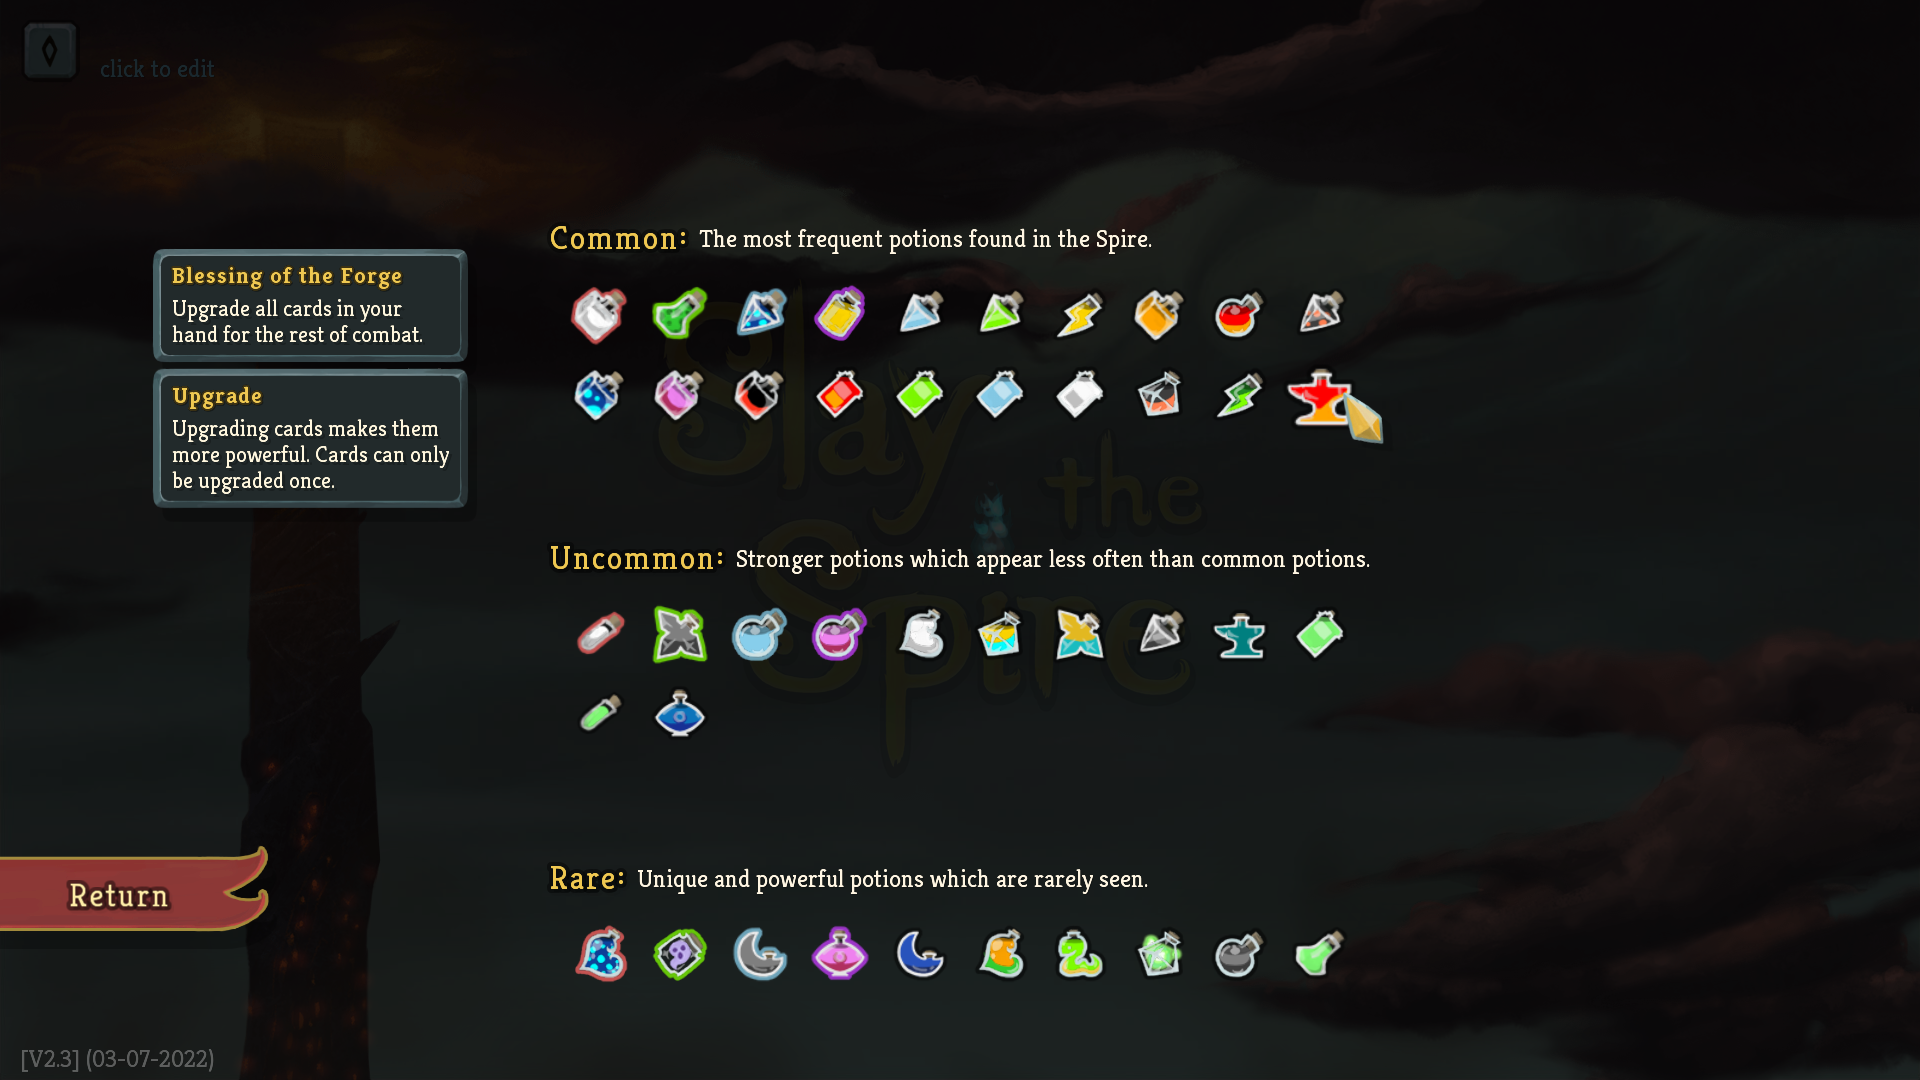 click to edit
Common: The most frequent potions found in the Spire.
Blessing of the Forge
Upgrade all cards in your
hand for the rest of combat.
Upgrade
Upgrading cards makes them
more powerful. Cards can only
be upgraded once.
Slay
the
Spire
Uncommon: Stronger potions which appear less often than common potions.
Rare: Unique and powerful potions which are rarely seen.
Return
[V2.3] (03-07-2022)